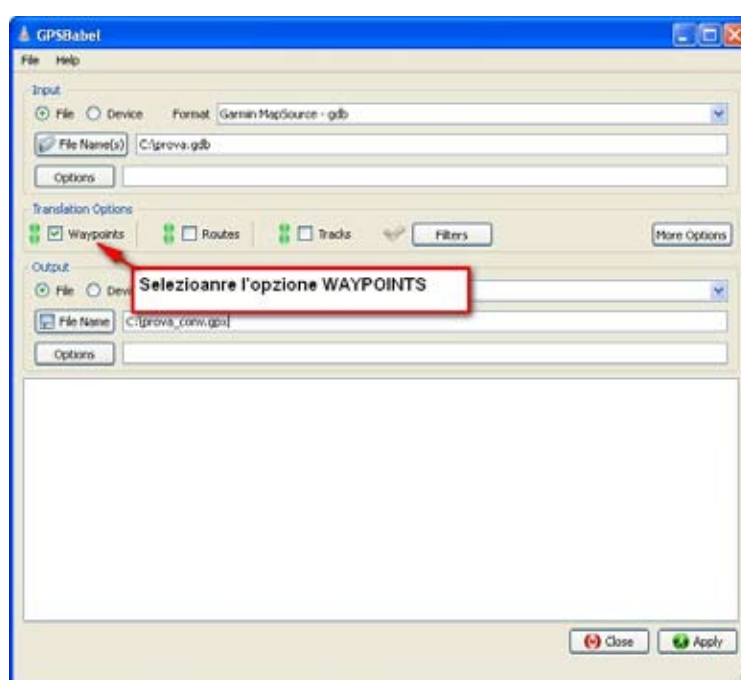 GPSBabel
File Help
Input
File Device Format Garmin MapSource - gdb
File Name(s) C:\prova.gdb
Options
Translation Options
Waypoints Routes Tracks Filters More Options
Output
File
Selezioanre l'opzione WAYPOINTS
File Name C:\prova_conv.gpx
Options
Close Apply